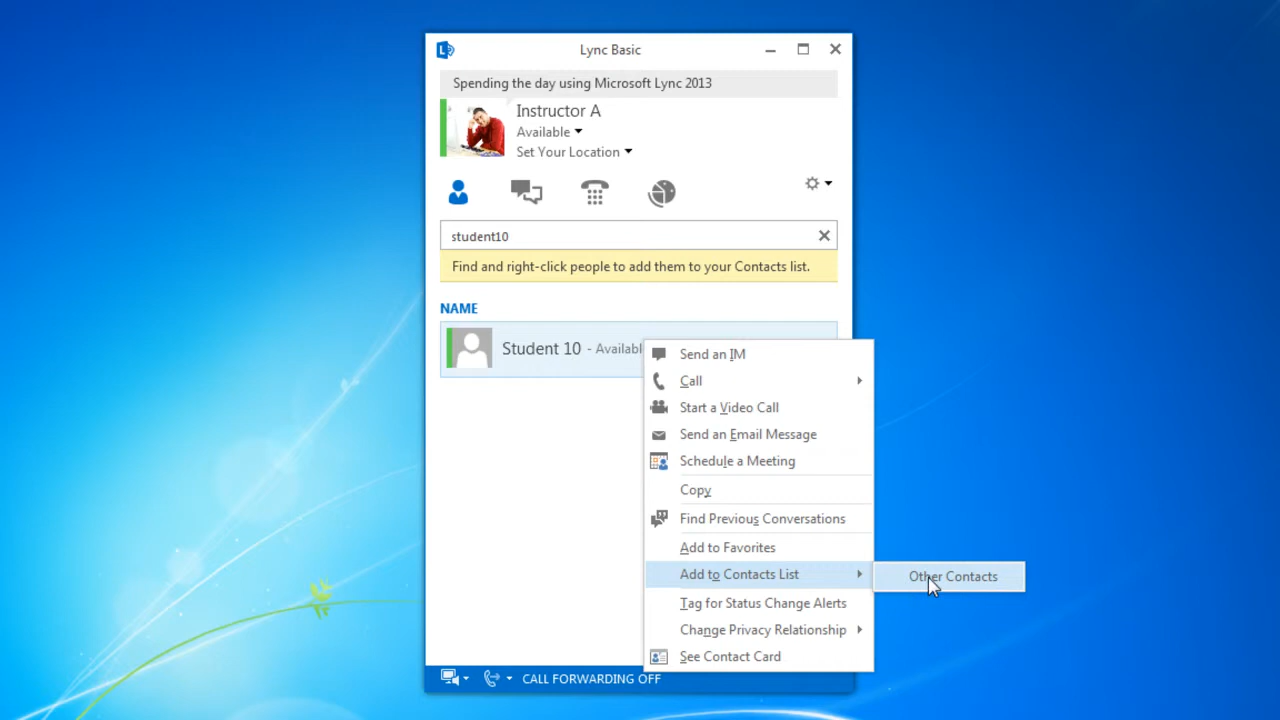 Lync Basic
Spending the day using Microsoft Lync 2013
Instructor A
Available
Set Your Location
student10
Find and right-click people to add them to your Contacts list.
NAME
Student 10 - Availabl
Send an IM
Call
Start a Video Call
Send an Email Message
Schedule a Meeting
Copy
Find Previous Conversations
Add to Favorites
Add to Contacts List
Other Contacts
Tag for Status Change Alerts
Change Privacy Relationship
See Contact Card
CALL FORWARDING OFF